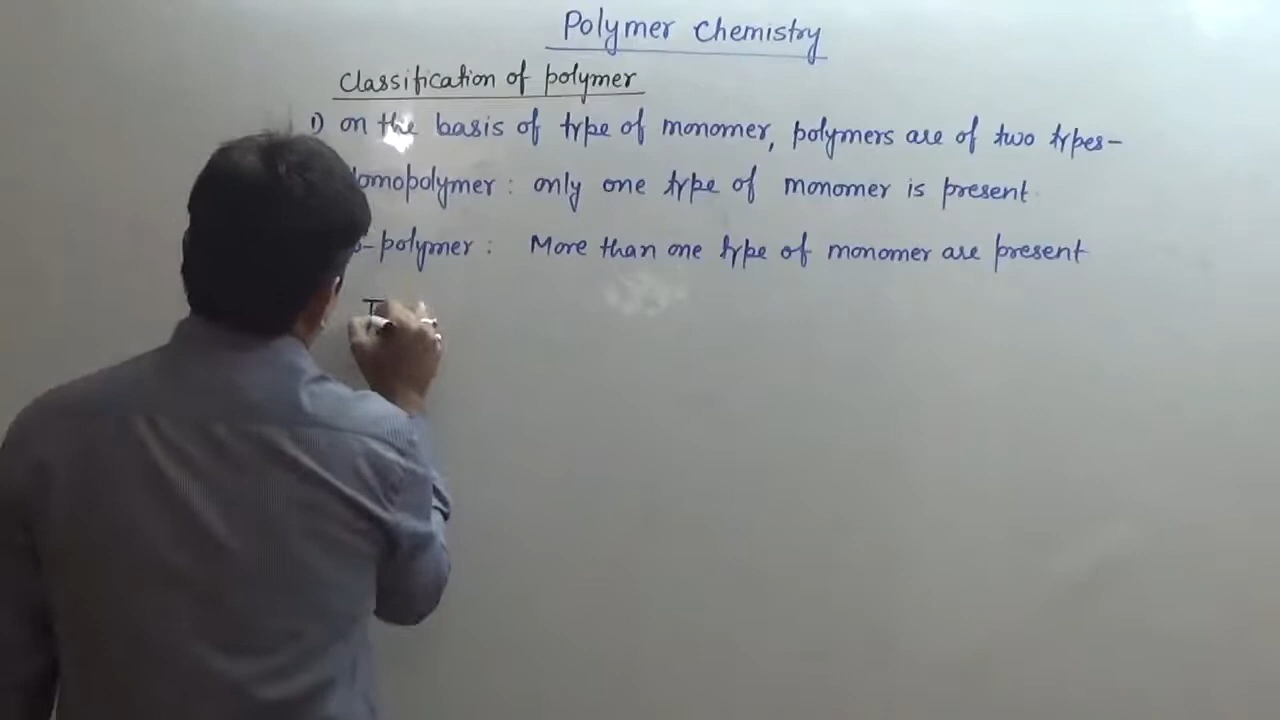 Polymer Chemistry
Classification of polymer
1) on the basis of type of monomer, polymers are of two types-
omopolymer : only one type of monomer is present
-polymer : More than one type of monomer are present
T